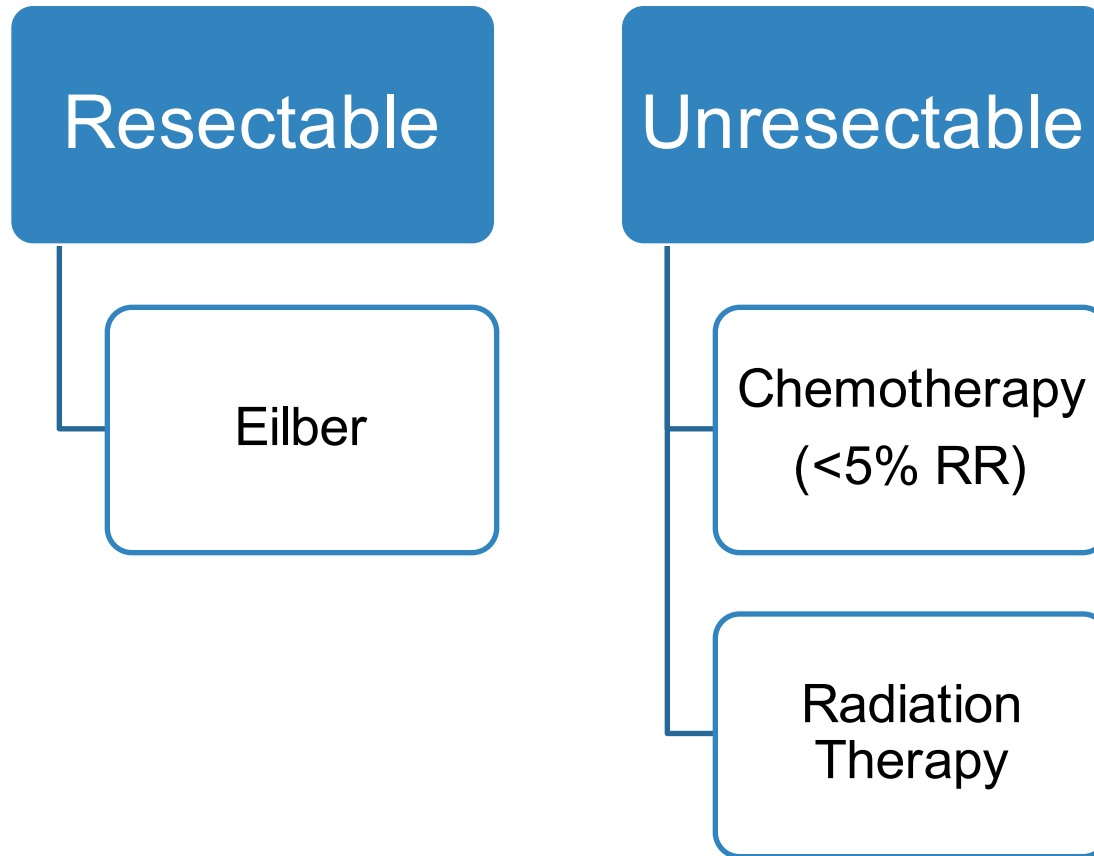 Resectable
Eilber
Unresectable
Chemotherapy
(<5% RR)
Radiation
Therapy